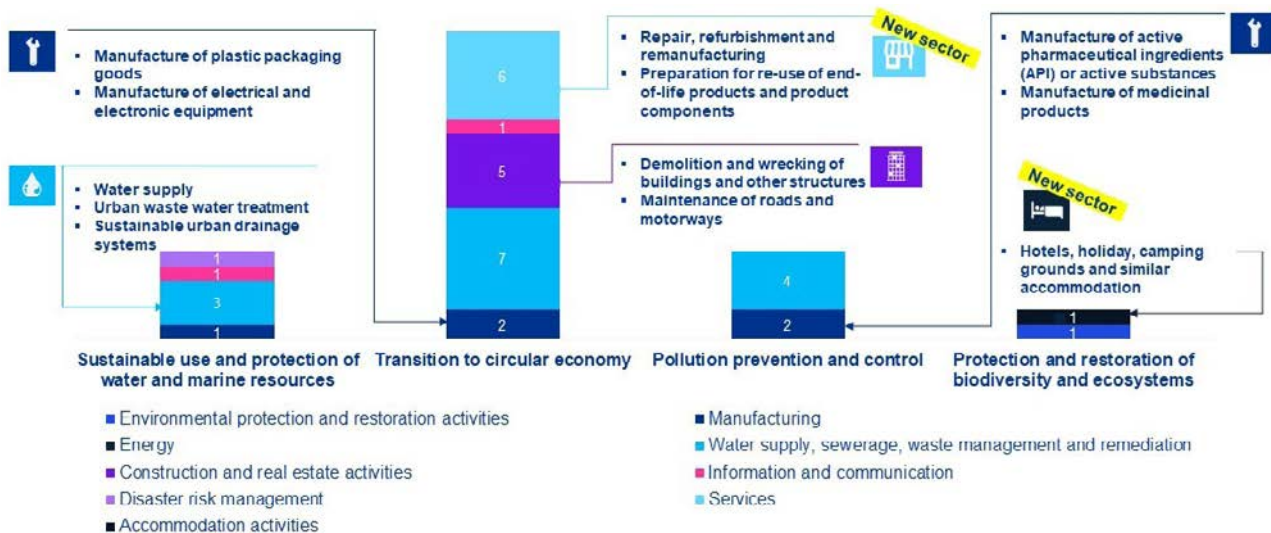 ▪ Manufacture of plastic packaging
goods
▪ Manufacture of electrical and
electronic equipment
▪ Repair, refurbishment and
remanufacturing
▪ Preparation for re-use of end-
of-life products and product
components
New sector
▪ Manufacture of active
pharmaceutical ingredients
(API) or active substances
▪ Manufacture of medicinal
products
▪ Water supply
▪ Urban waste water treatment
▪ Sustainable urban drainage
systems
▪ Demolition and wrecking of
buildings and other structures
▪ Maintenance of roads and
motorways
New sector
▪ Hotels, holiday, camping
grounds and similar
accommodation
1
1
3
1
Sustainable use and protection of
water and marine resources
6
1
5
7
2
Transition to circular economy
4
2
Pollution prevention and control
1
1
Protection and restoration of
biodiversity and ecosystems
■ Environmental protection and restoration activities
■ Energy
■ Construction and real estate activities
■ Disaster risk management
■ Accommodation activities
■ Manufacturing
■ Water supply, sewerage, waste management and remediation
■ Information and communication
■ Services